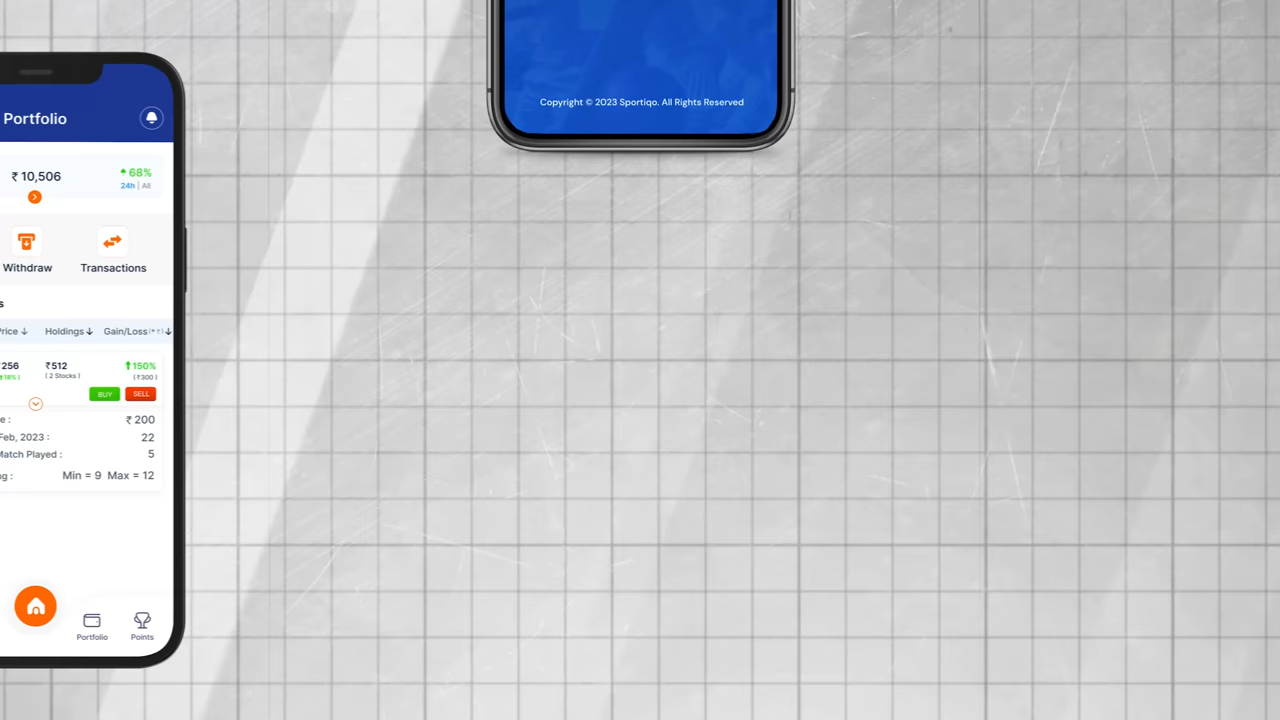 Copyright © 2023 Sportiqo. All Rights Reserved
Portfolio
₹ 10,506
68%
24h | All
Withdraw
Transactions
s
Price Holdings Gain/Loss
₹256 ₹512 150%
(2 Stocks) (₹300)
BUY SELL
e : ₹ 200
Feb, 2023 : 22
Match Played : 5
ng : Min = 9 Max = 12
Portfolio
Points